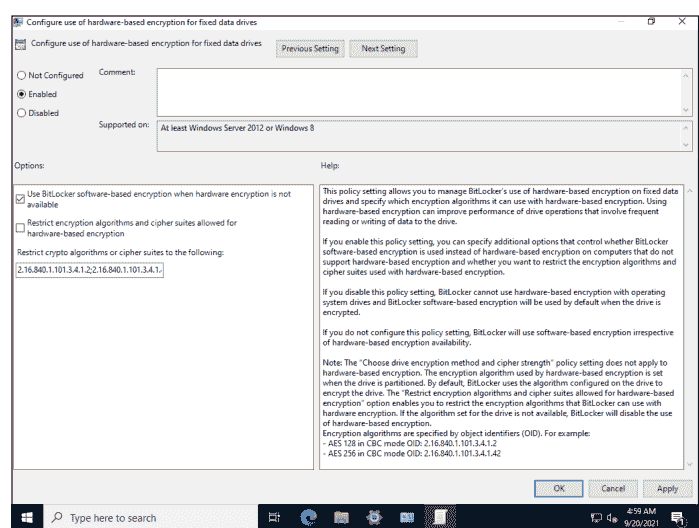 Configure use of hardware-based encryption for fixed data drives
Configure use of hardware-based encryption for fixed data drives
Previous Setting
Next Setting
Not Configured
Comment:
Enabled
Disabled
Supported on:
At least Windows Server 2012 or Windows 8
Options:
Help:
Use BitLocker software-based encryption when hardware encryption is not
available
Restrict encryption algorithms and cipher suites allowed for
hardware-based encryption
Restrict crypto algorithms or cipher suites to the following:
2.16.840.1.101.3.4.1.2;2.16.840.1.101.3.4.1.
This policy setting allows you to manage BitLocker's use of hardware-based encryption on fixed data
drives and specify which encryption algorithms it can use with hardware-based encryption. Using
hardware-based encryption can improve performance of drive operations that involve frequent
reading or writing of data to the drive.
If you enable this policy setting, you can specify additional options that control whether BitLocker
software-based encryption is used instead of hardware-based encryption on computers that do not
support hardware-based encryption and whether you want to restrict the encryption algorithms and
cipher suites used with hardware-based encryption.
If you disable this policy setting, BitLocker cannot use hardware-based encryption with operating
system drives and BitLocker software-based encryption will be used by default when the drive is
encrypted.
If you do not configure this policy setting, BitLocker will use software-based encryption irrespective
of hardware-based encryption availability.
Note: The "Choose drive encryption method and cipher strength" policy setting does not apply to
hardware-based encryption. The encryption algorithm used by hardware-based encryption is set
when the drive is partitioned. By default, BitLocker uses the algorithm configured on the drive to
encrypt the drive. The "Restrict encryption algorithms and cipher suites allowed for hardware-based
encryption" option enables you to restrict the encryption algorithms that BitLocker can use with
hardware encryption. If the algorithm set for the drive is not available, BitLocker will disable the use
of hardware-based encryption.
Encryption algorithms are specified by object identifiers (OID). For example:
- AES 128 in CBC mode OID: 2.16.840.1.101.3.4.1.2
- AES 256 in CBC mode OID: 2.16.840.1.101.3.4.1.42
OK
Cancel
Apply
Type here to search
4:59 AM
9/20/2021